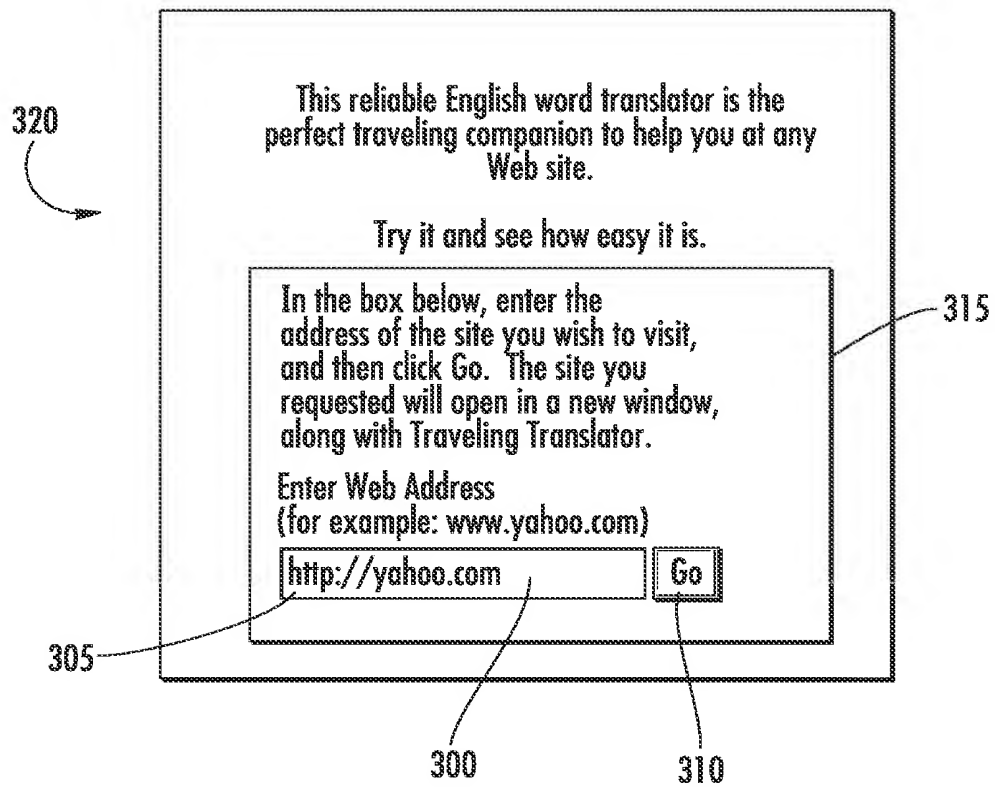 This reliable English word translator is the
perfect traveling companion to help you at any
Web site.
320
Try it and see how easy it is.
In the box below, enter the
address of the site you wish to visit,
and then click Go. The site you
requested will open in a new window,
along with Traveling Translator.
315
Enter Web Address
(for example: www.yahoo.com)
http://yahoo.com
Go
305
300
310